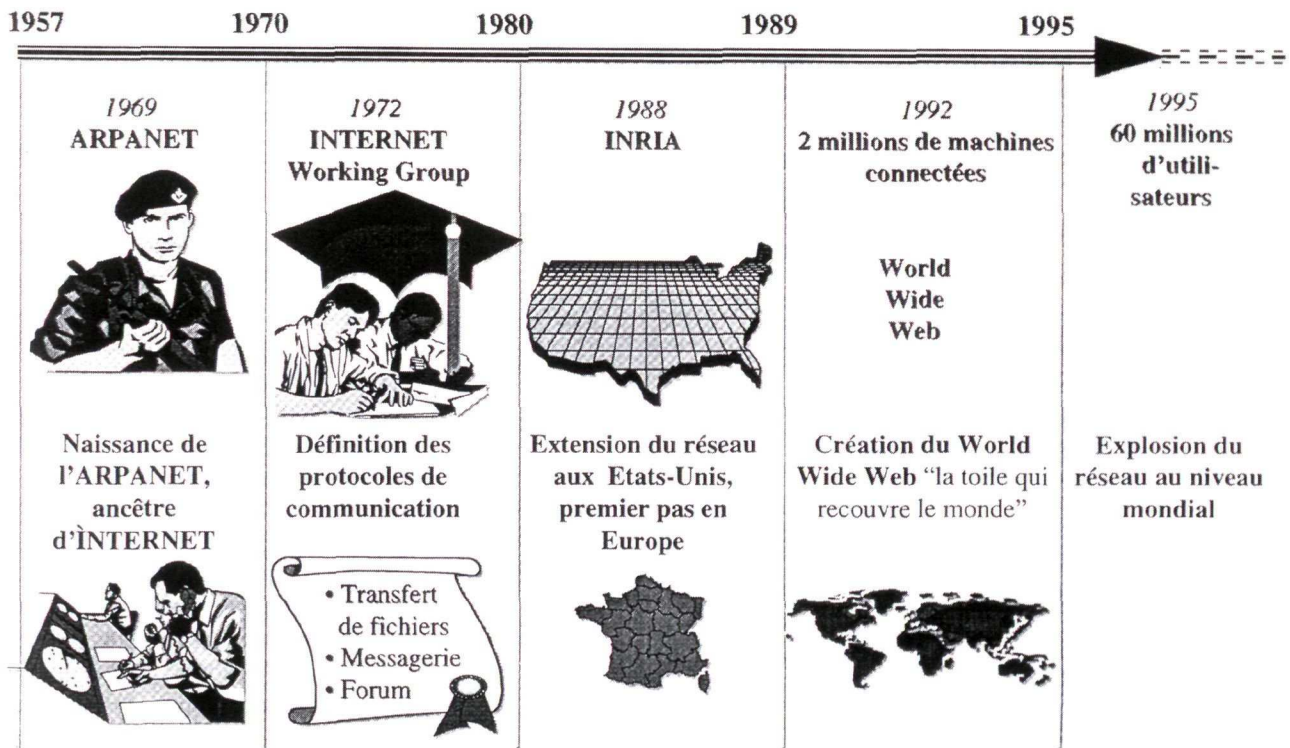 1957 1970 1980 1989 1995
1969
ARPANET
Naissance de
l'ARPANET,
ancêtre
d'ÌNTERNET
1972
INTERNET
Working Group
Définition des
protocoles de
communication
• Transfert
de fichiers
• Messagerie
• Forum
1988
INRIA
Extension du réseau
aux Etats-Unis,
premier pas en
Europe
1992
2 millions de machines
connectées
World
Wide
Web
Création du World
Wide Web “la toile qui
recouvre le monde”
1995
60 millions
d'utili-
sateurs
Explosion du
réseau au niveau
mondial